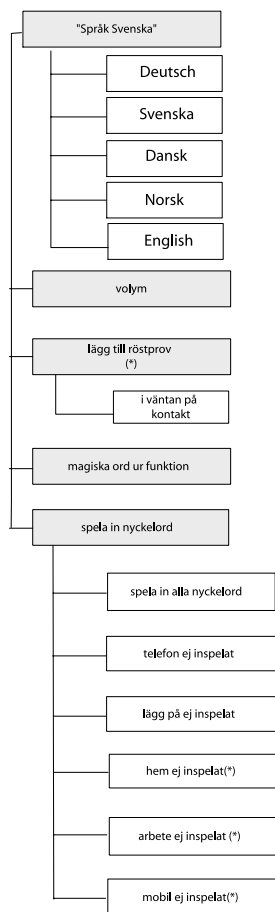 "Språk Svenska"
Deutsch
Svenska
Dansk
Norsk
English
volym
lägg till röstprov
(*)
i väntan på
kontakt
magiska ord ur funktion
spela in nyckelord
spela in alla nyckelord
telefon ej inspelat
lägg på ej inspelat
hem ej inspelat(*)
arbete ej inspelat (*)
mobil ej inspelat(*)